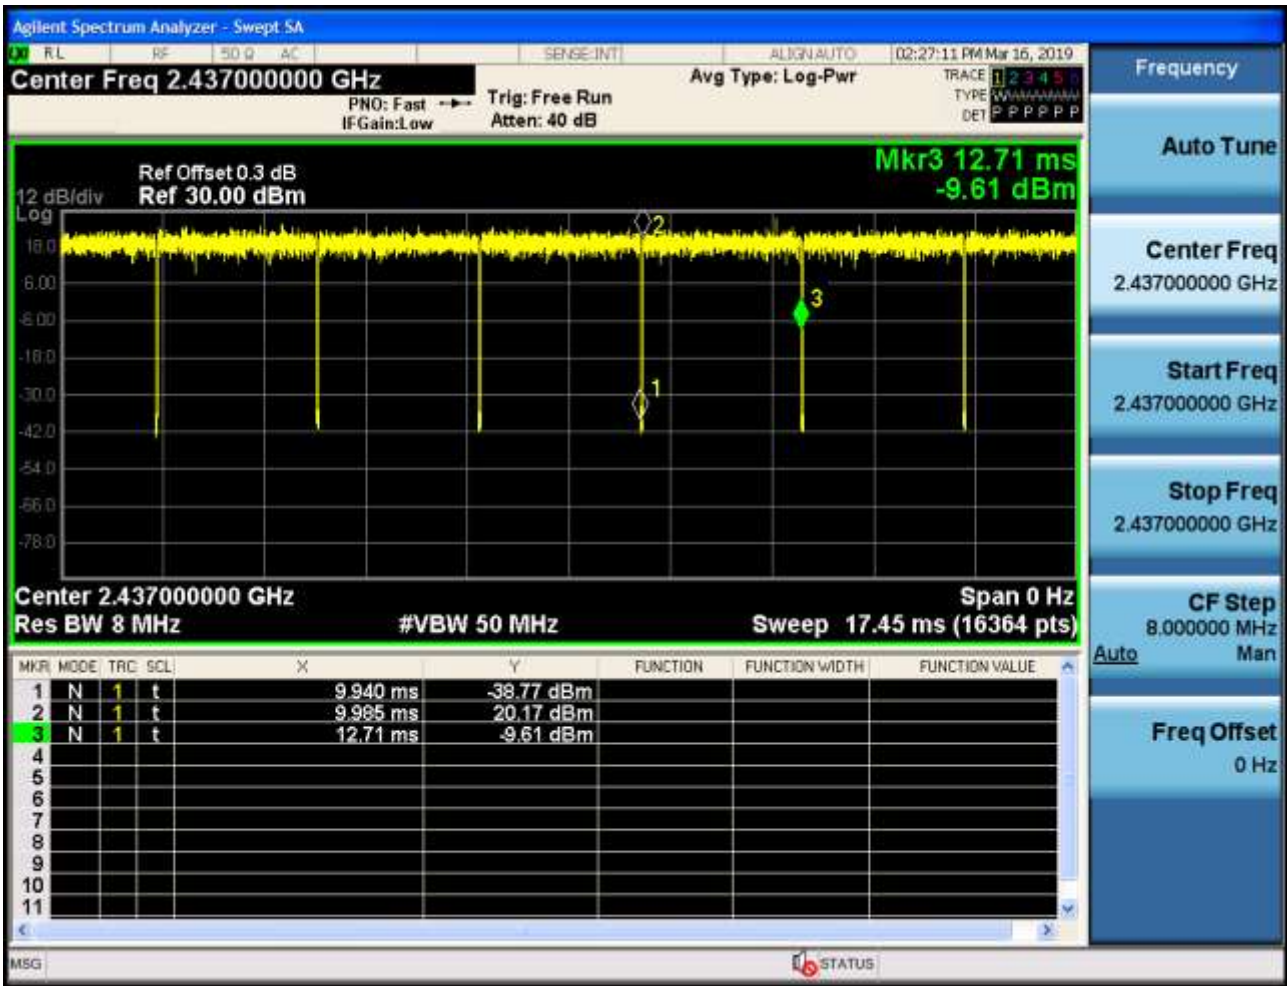 Agilent Spectrum Analyzer - Swept SA
LXI RL RF 50 Ω AC SENSE:INT ALIGN AUTO 02:27:11 PM Mar 16, 2019
Center Freq 2.437000000 GHz
PNO: Fast
IFGain:Low
Trig: Free Run
Atten: 40 dB
Avg Type: Log-Pwr
TRACE 1 2 3 4 5 6
TYPE
DET P P P P P P
Mkr3 12.71 ms
-9.61 dBm
Ref Offset 0.3 dB
12 dB/div Ref 30.00 dBm
Log
18.0
6.00
-6.00
-18.0
-30.0
-42.0
-54.0
-66.0
-78.0
2
3
1
Center 2.437000000 GHz Span 0 Hz
Res BW 8 MHz #VBW 50 MHz Sweep 17.45 ms (16364 pts)
MKR MODE TRC SCL X Y FUNCTION FUNCTION WIDTH FUNCTION VALUE
1 N 1 t 9.940 ms -38.77 dBm
2 N 1 t 9.985 ms 20.17 dBm
3 N 1 t 12.71 ms -9.61 dBm
4
5
6
7
8
9
10
11
MSG STATUS
Frequency
Auto Tune
Center Freq
2.437000000 GHz
Start Freq
2.437000000 GHz
Stop Freq
2.437000000 GHz
CF Step
8.000000 MHz
Auto Man
Freq Offset
0 Hz